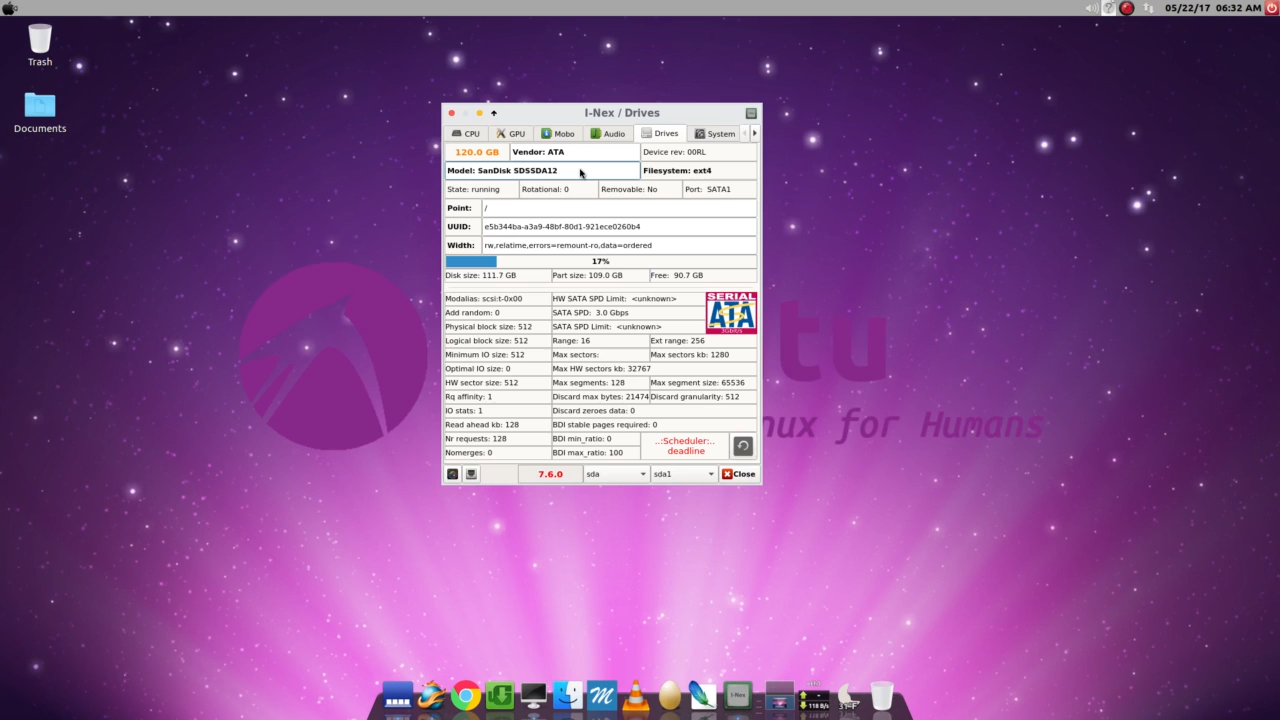 05/22/17 06:32 AM
Trash
Documents
I-Nex / Drives
CPU GPU Mobo Audio Drives System
120.0 GB Vendor: ATA Device rev: 00RL
Model: SanDisk SDSSDA12 Filesystem: ext4
State: running Rotational: 0 Removable: No Port: SATA1
Point: /
UUID: e5b344ba-a3a9-48bf-80d1-921ece0260b4
Width: rw,relatime,errors=remount-ro,data=ordered
17%
Disk size: 111.7 GB Part size: 109.0 GB Free: 90.7 GB
Modalias: scsi:t-0x00 HW SATA SPD Limit: <unknown>
Add random: 0 SATA SPD: 3.0 Gbps
Physical block size: 512 SATA SPD Limit: <unknown>
SERIAL
ATA
3Gbit/s
Logical block size: 512 Range: 16 Ext range: 256
Minimum IO size: 512 Max sectors: Max sectors kb: 1280
Optimal IO size: 0 Max HW sectors kb: 32767
HW sector size: 512 Max segments: 128 Max segment size: 65536
Rq affinity: 1 Discard max bytes: 21474 Discard granularity: 512
IO stats: 1 Discard zeroes data: 0
Read ahead kb: 128 BDI stable pages required: 0
Nr requests: 128 BDI min_ratio: 0
Nomerges: 0 BDI max_ratio: 100
..:Scheduler:..
deadline
7.6.0 sda sda1 Close
tu
nux for Humans
I-Nex
118 B/s